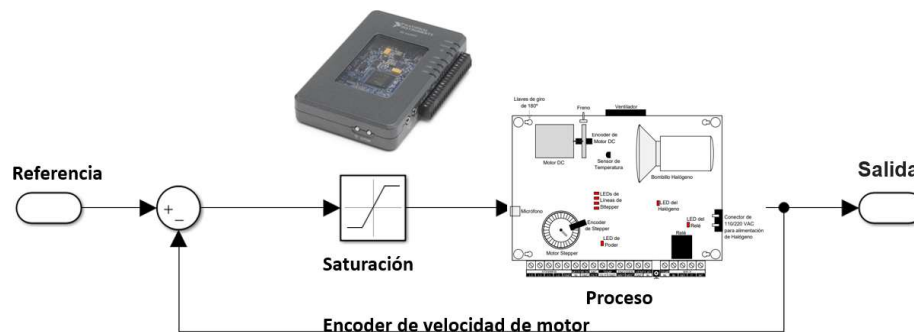 NATIONAL INSTRUMENTS
Llaves de giro
de 180°
Freno
Ventilador
Encoder de
Motor DC
Motor DC
Sensor de
Temperatura
Bombillo Halógeno
Referencia
Salida
+
−
LEDs de
Líneas de
Stepper
LED del
Halógeno
LED del
Relé
Conector de
110/220 VAC
para alimentación
de Halógeno
Micrófono
Encoder
de Stepper
LED de
Poder
Relé
Motor Stepper
Saturación
Proceso
Encoder de velocidad de motor